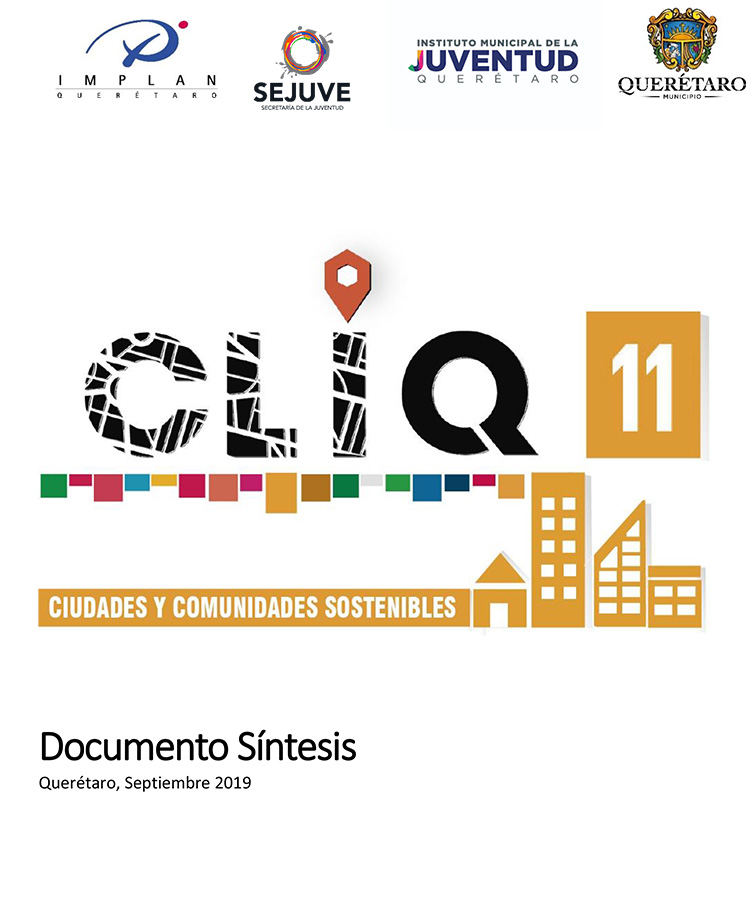 IMPLAN
QUERÉTARO
SEJUVE
SECRETARÍA DE LA JUVENTUD
INSTITUTO MUNICIPAL DE LA
JUVENTUD
QUERÉTARO
QUERÉTARO
MUNICIPIO
CLIQ
11
CIUDADES Y COMUNIDADES SOSTENIBLES
Documento Síntesis
Querétaro, Septiembre 2019